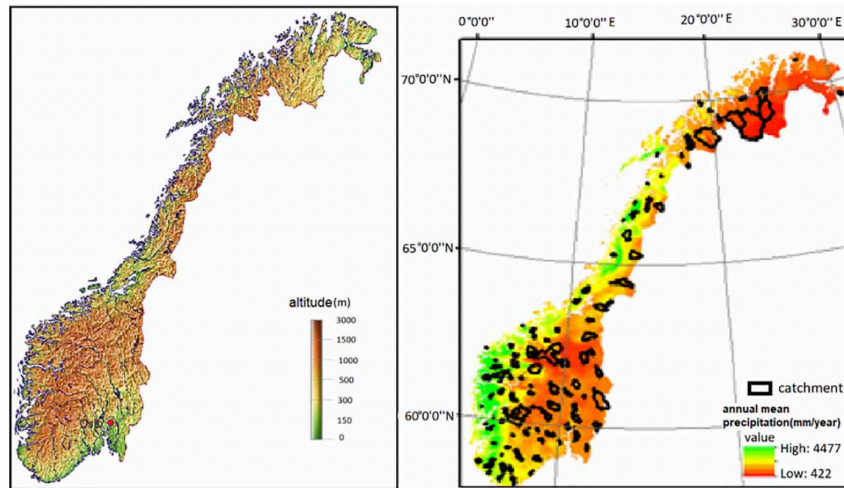 altitude(m)
3000
1500
1000
500
300
150
0
0°0'0"
10°0'0"E
20°0'0"E
30°0'0"E
70°0'0"N
65°0'0"N
60°0'0"N
catchment
annual mean
precipitation(mm/year)
value
High: 4477
Low: 422